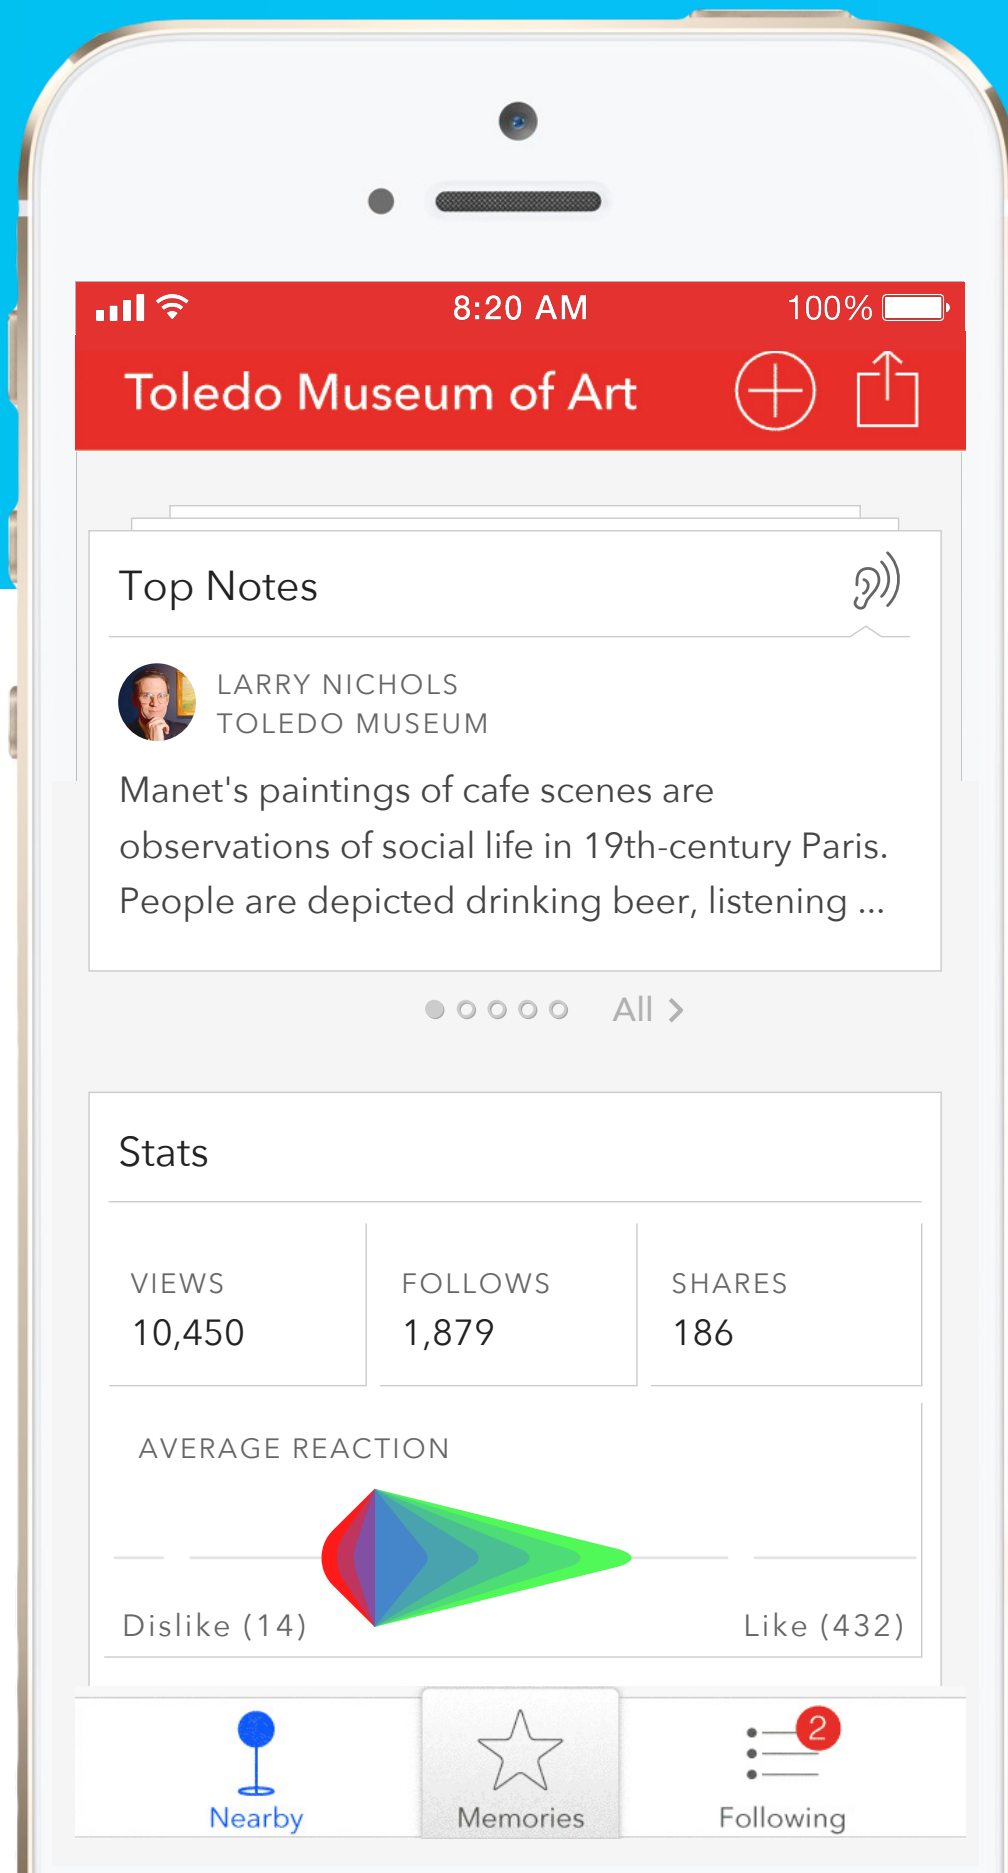 8:20 AM 100%
Toledo Museum of Art
Top Notes
LARRY NICHOLS
TOLEDO MUSEUM
Manet's paintings of cafe scenes are
observations of social life in 19th-century Paris.
People are depicted drinking beer, listening ...
All >
Stats
VIEWS FOLLOWS SHARES
10,450 1,879 186
AVERAGE REACTION
Dislike (14) Like (432)
2
Nearby Memories Following